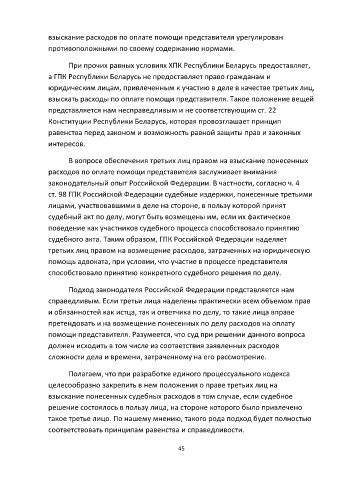 взыскание расходов по оплате помощи представителя урегулирован
противоположными по своему содержанию нормами.
При прочих равных условиях ХПК Республики Беларусь предоставляет,
а ГПК Республики Беларусь не предоставляет право гражданам и
юридическим лицам, привлеченным к участию в деле в качестве третьих лиц,
взыскать расходы по оплате помощи представителя. Такое положение вещей
представляется нам несправедливым и не соответствующим ст. 22
Конституции Республики Беларусь, которая провозглашает принцип
равенства перед законом и возможность равной защиты прав и законных
интересов.
В вопросе обеспечения третьих лиц правом на взыскание понесенных
расходов по оплате помощи представителя заслуживает внимания
законодательный опыт Российской Федерации. В частности, согласно ч. 4
ст. 98 ГПК Российской Федерации судебные издержки, понесенные третьими
лицами, участвовавшими в деле на стороне, в пользу которой принят
судебный акт по делу, могут быть возмещены им, если их фактическое
поведение как участников судебного процесса способствовало принятию
судебного акта. Таким образом, ГПК Российской Федерации наделяет
третьих лиц правом на возмещение расходов, затраченных на юридическую
помощь адвоката, при условии, что участие в процессе представителя
способствовало принятию конкретного судебного решения по делу.
Подход законодателя Российской Федерации представляется нам
справедливым. Если третьи лица наделены практически всем объемом прав
и обязанностей как истца, так и ответчика по делу, то такие лица вправе
претендовать и на возмещение понесенных по делу расходов на оплату
помощи представителя. Разумеется, что суд при решении данного вопроса
должен исходить в том числе из соответствия заявленных расходов
сложности дела и времени, затраченному на его рассмотрение.
Полагаем, что при разработке единого процессуального кодекса
целесообразно закрепить в нем положения о праве третьих лиц на
взыскание понесенных судебных расходов в том случае, если судебное
решение состоялось в пользу лица, на стороне которого было привлечено
такое третье лицо. По нашему мнению, такого рода подход будет полностью
соответствовать принципам равенства и справедливости.
45